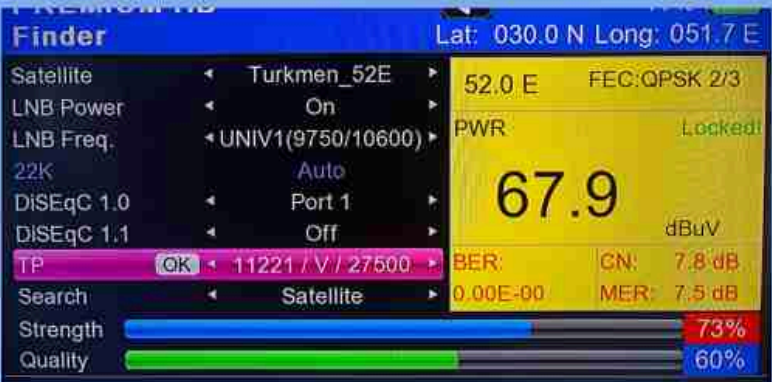 Finder
Lat: 030.0 N Long: 051.7 E
Satellite Turkmen_52E
LNB Power On
LNB Freq. UNIV1(9750/10600)
22K Auto
DiSEqC 1.0 Port 1
DiSEqC 1.1 Off
TP OK 11221 / V / 27500
Search Satellite
52.0 E FEC:QPSK 2/3
PWR Locked!
67.9
dBuV
BER: CN: 7.8 dB
0.00E-00 MER: 7.5 dB
Strength 73%
Quality 60%